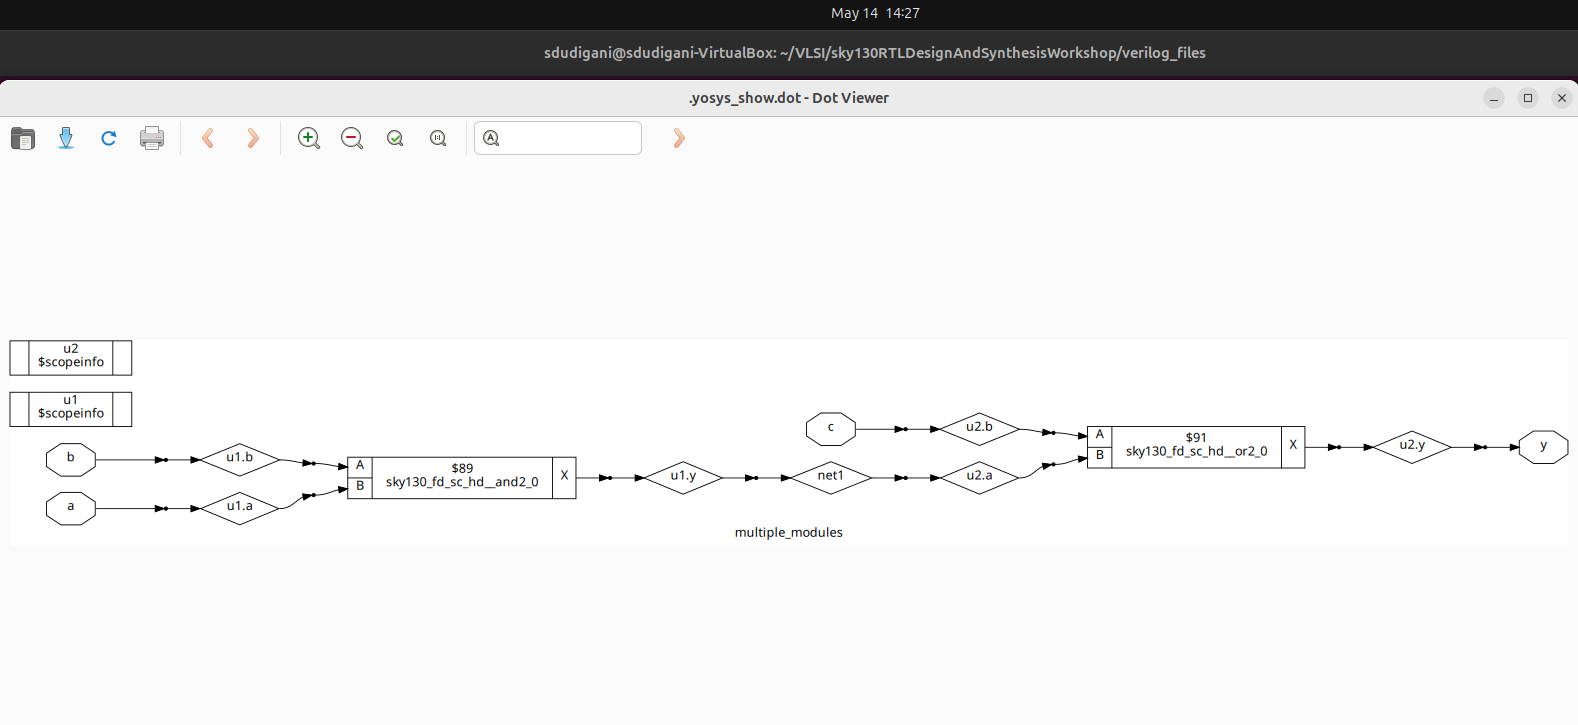 May 14 14:27
sdudigani@sdudigani-VirtualBox: ~/VLSI/sky130RTLDesignAndSynthesisWorkshop/verilog_files
.yosys_show.dot - Dot Viewer
u2
$scopeinfo
u1
$scopeinfo
b
u1.b
a
u1.a
A
B
$89
sky130_fd_sc_hd__and2_0
X
u1.y
net1
c
u2.b
u2.a
A
B
$91
sky130_fd_sc_hd__or2_0
X
u2.y
y
multiple_modules